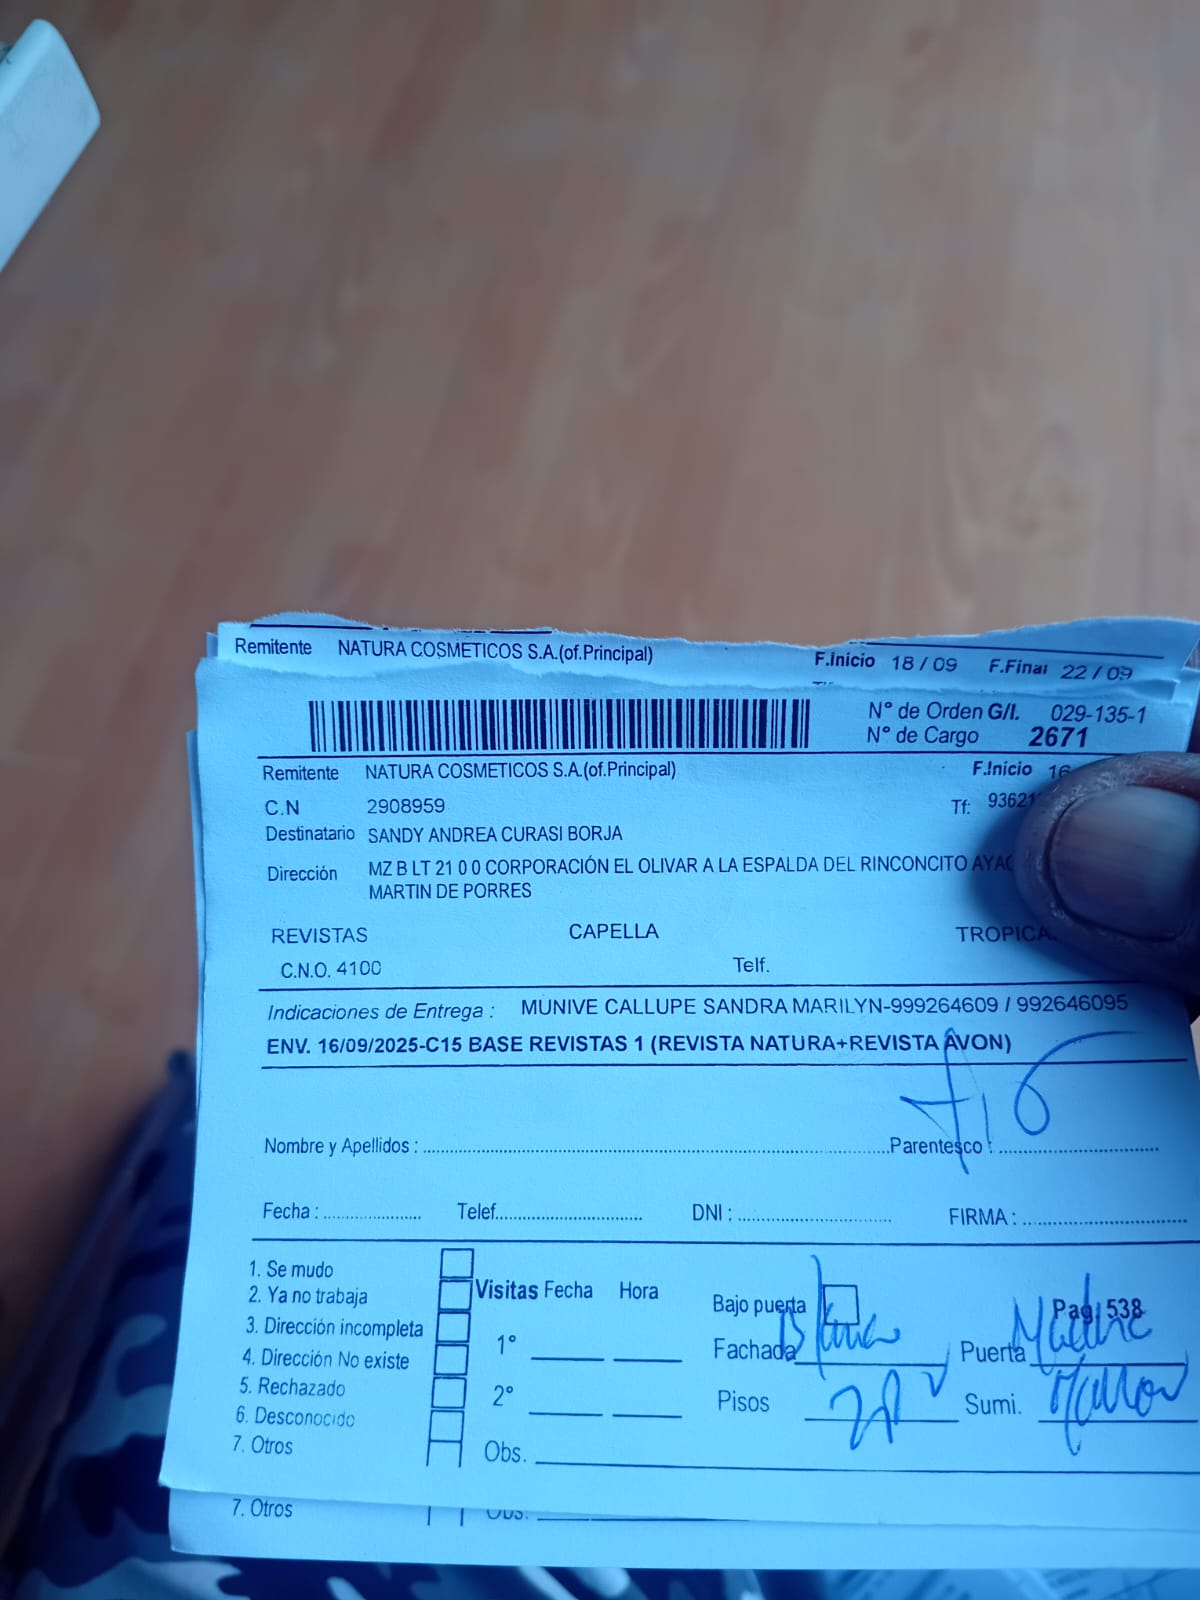 Remitente NATURA COSMETICOS S.A.(of.Principal) F.Inicio 18 / 09 F.Final 22 / 09
N° de Orden G/I. 029-135-1
N° de Cargo 2671
Remitente NATURA COSMETICOS S.A.(of.Principal) F.Inicio
C.N 2908959 Tf:
Destinatario SANDY ANDREA CURASI BORJA
Dirección MZ B LT 21 0 0 CORPORACIÓN EL OLIVAR A LA ESPALDA DEL RINCONCITO
MARTIN DE PORRES
REVISTAS CAPELLA
C.N.O. 4100 Telf.
Indicaciones de Entrega : MUNIVE CALLUPE SANDRA MARILYN-999264609 / 992646095
ENV. 16/09/2025-C15 BASE REVISTAS 1 (REVISTA NATURA+REVISTA AVON)
Nombre y Apellidos : Parentesco :
Fecha : Telef. DNI : FIRMA :
1. Se mudo
2. Ya no trabaja Visitas Fecha Hora Bajo puerta Pag. 538
3. Dirección incompleta 1° Fachada Puerta
4. Dirección No existe
5. Rechazado 2° Pisos Sumi.
6. Desconocido
7. Otros Obs.
7. Otros Obs.